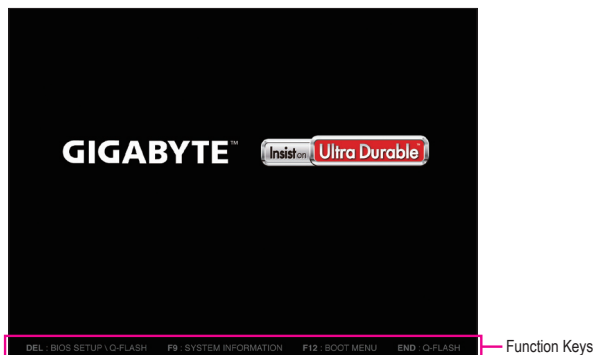 GIGABYTE™
Insist on Ultra Durable™
DEL : BIOS SETUP \ Q-FLASH F9 : SYSTEM INFORMATION F12 : BOOT MENU END : Q-FLASH
Function Keys